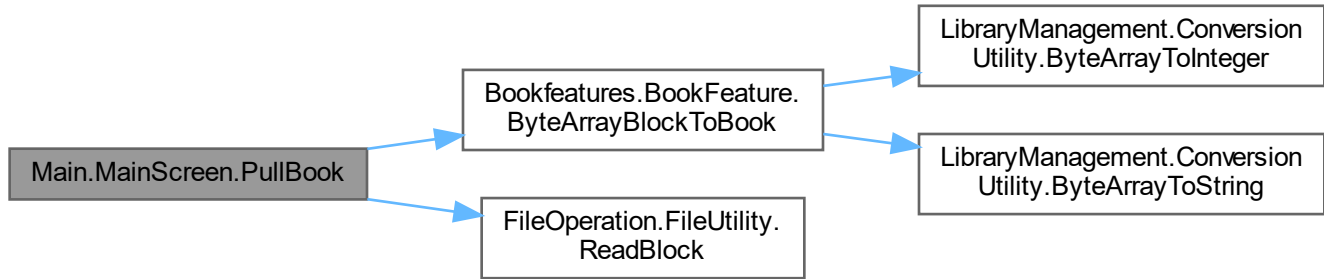 Main.MainScreen.PullBook
Bookfeatures.BookFeature.
ByteArrayBlockToBook
LibraryManagement.Conversion
Utility.ByteArrayToInteger
LibraryManagement.Conversion
Utility.ByteArrayToString
FileOperation.FileUtility.
ReadBlock